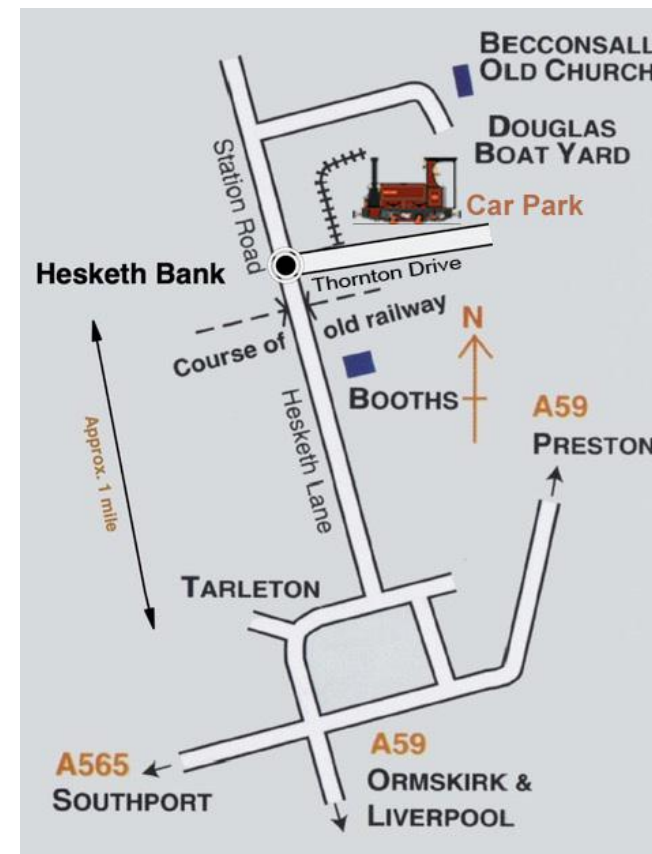 BECCONSALL
OLD CHURCH
DOUGLAS
BOAT YARD
Station Road
Car Park
Hesketh Bank
Thornton Drive
Course of old railway
N
BOOTHS
A59
PRESTON
Hesketh Lane
Approx. 1 mile
TARLETON
A565
SOUTHPORT
A59
ORMSKIRK &
LIVERPOOL